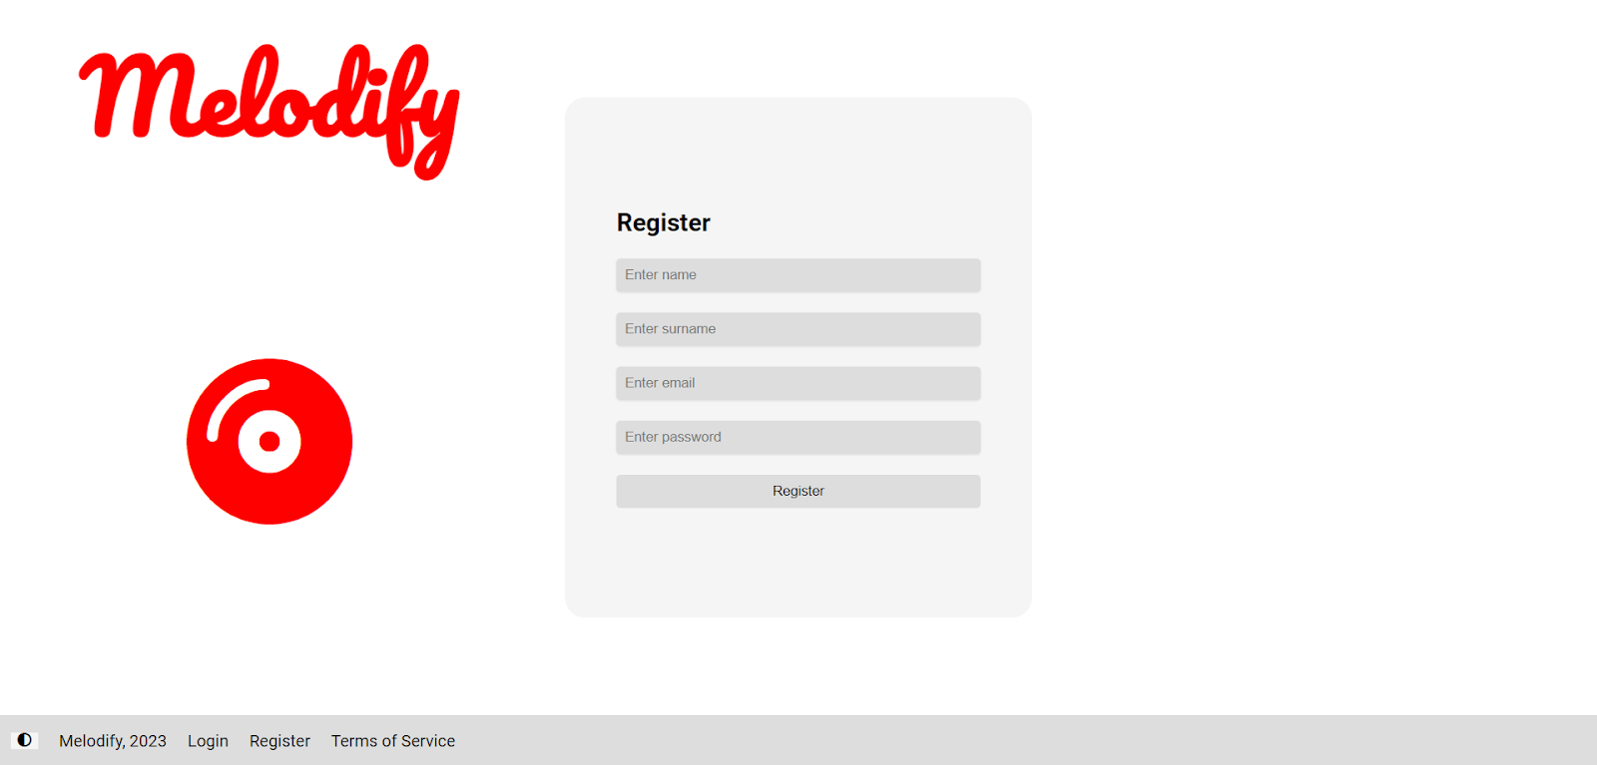 Melodify
Register
Enter name
Enter surname
Enter email
Enter password
Register
Melodify, 2023 Login Register Terms of Service